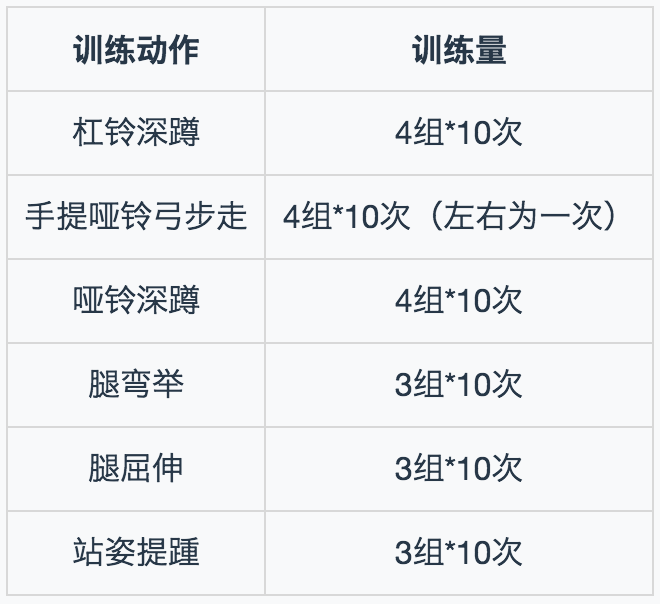 训练动作 训练量
杠铃深蹲 4组*10次
手提哑铃弓步走 4组*10次（左右为一次）
哑铃深蹲 4组*10次
腿弯举 3组*10次
腿屈伸 3组*10次
站姿提踵 3组*10次